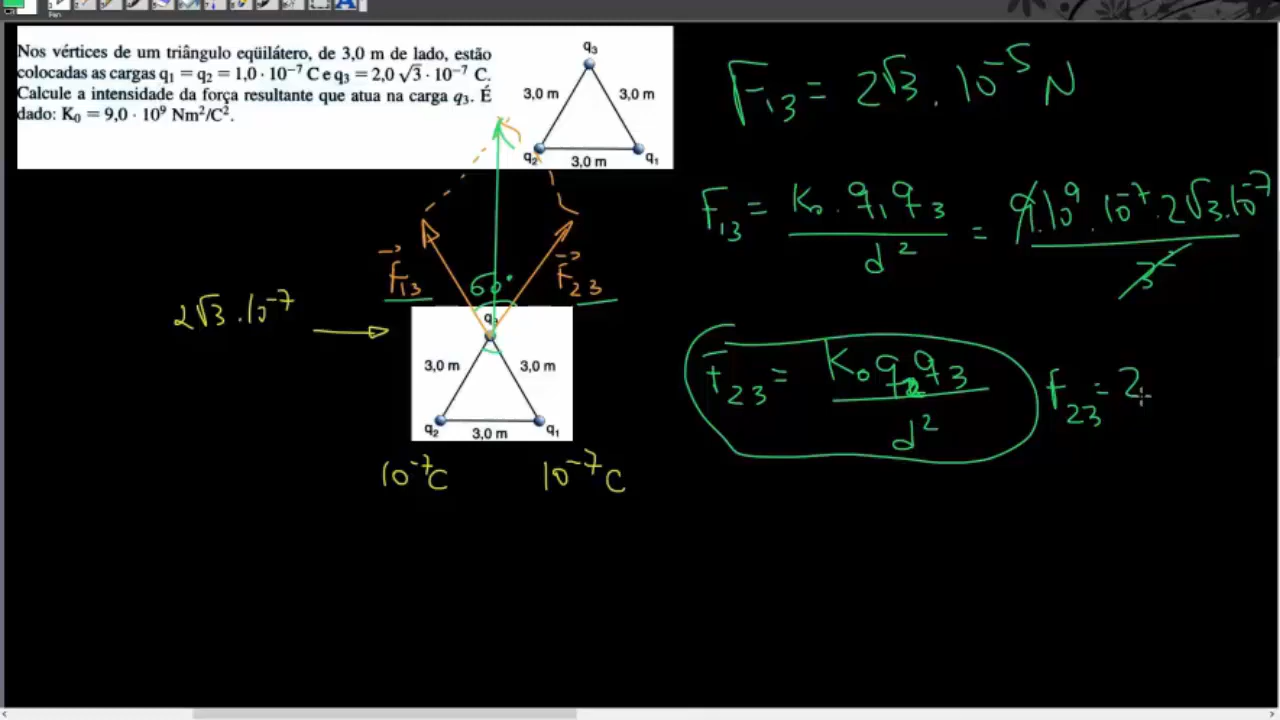 Nos vértices de um triângulo eqüilátero, de 3,0 m de lado, estão
colocadas as cargas q₁ = q₂ = 1,0 · 10⁻⁷ C e q₃ = 2,0 √3 · 10⁻⁷ C.
Calcule a intensidade da força resultante que atua na carga q₃. É
dado: K₀ = 9,0 · 10⁹ Nm²/C².
q₃
3,0 m 3,0 m
q₂ 3,0 m q₁
F₁₃ = 2√3 . 10⁻⁵ N
F₁₃ = K₀ . q₁ q₃ / d² = 9.10⁹ . 10⁻⁷ . 2√3 . 10⁻⁷ / 3²
F₁₃ 60° F₂₃
2√3 . 10⁻⁷
3,0 m 3,0 m
q₂ 3,0 m q₁
10⁻⁷C 10⁻⁷C
F₂₃ = K₀ q₂ q₃ / d² F₂₃ = 2